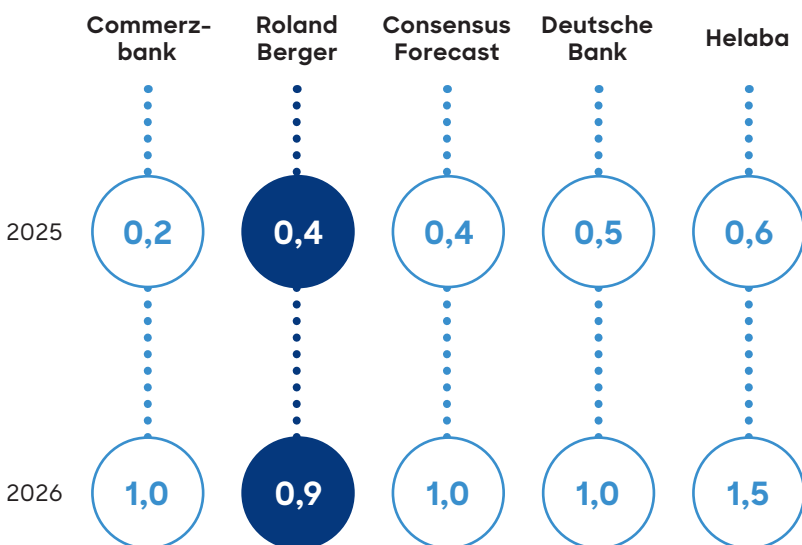 Commerz-
bank
Roland
Berger
Consensus
Forecast
Deutsche
Bank
Helaba
2025
0,2
0,4
0,4
0,5
0,6
2026
1,0
0,9
1,0
1,0
1,5